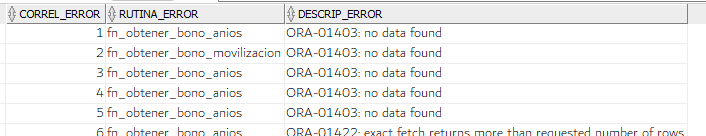 CORREL_ERROR RUTINA_ERROR DESCRIP_ERROR
1 fn_obtener_bono_anios ORA-01403: no data found
2 fn_obtener_bono_movilizacion ORA-01403: no data found
3 fn_obtener_bono_anios ORA-01403: no data found
4 fn_obtener_bono_anios ORA-01403: no data found
5 fn_obtener_bono_anios ORA-01403: no data found
6 fn_obtener_bono_anios ORA-01422: exact fetch returns more than requested number of rows